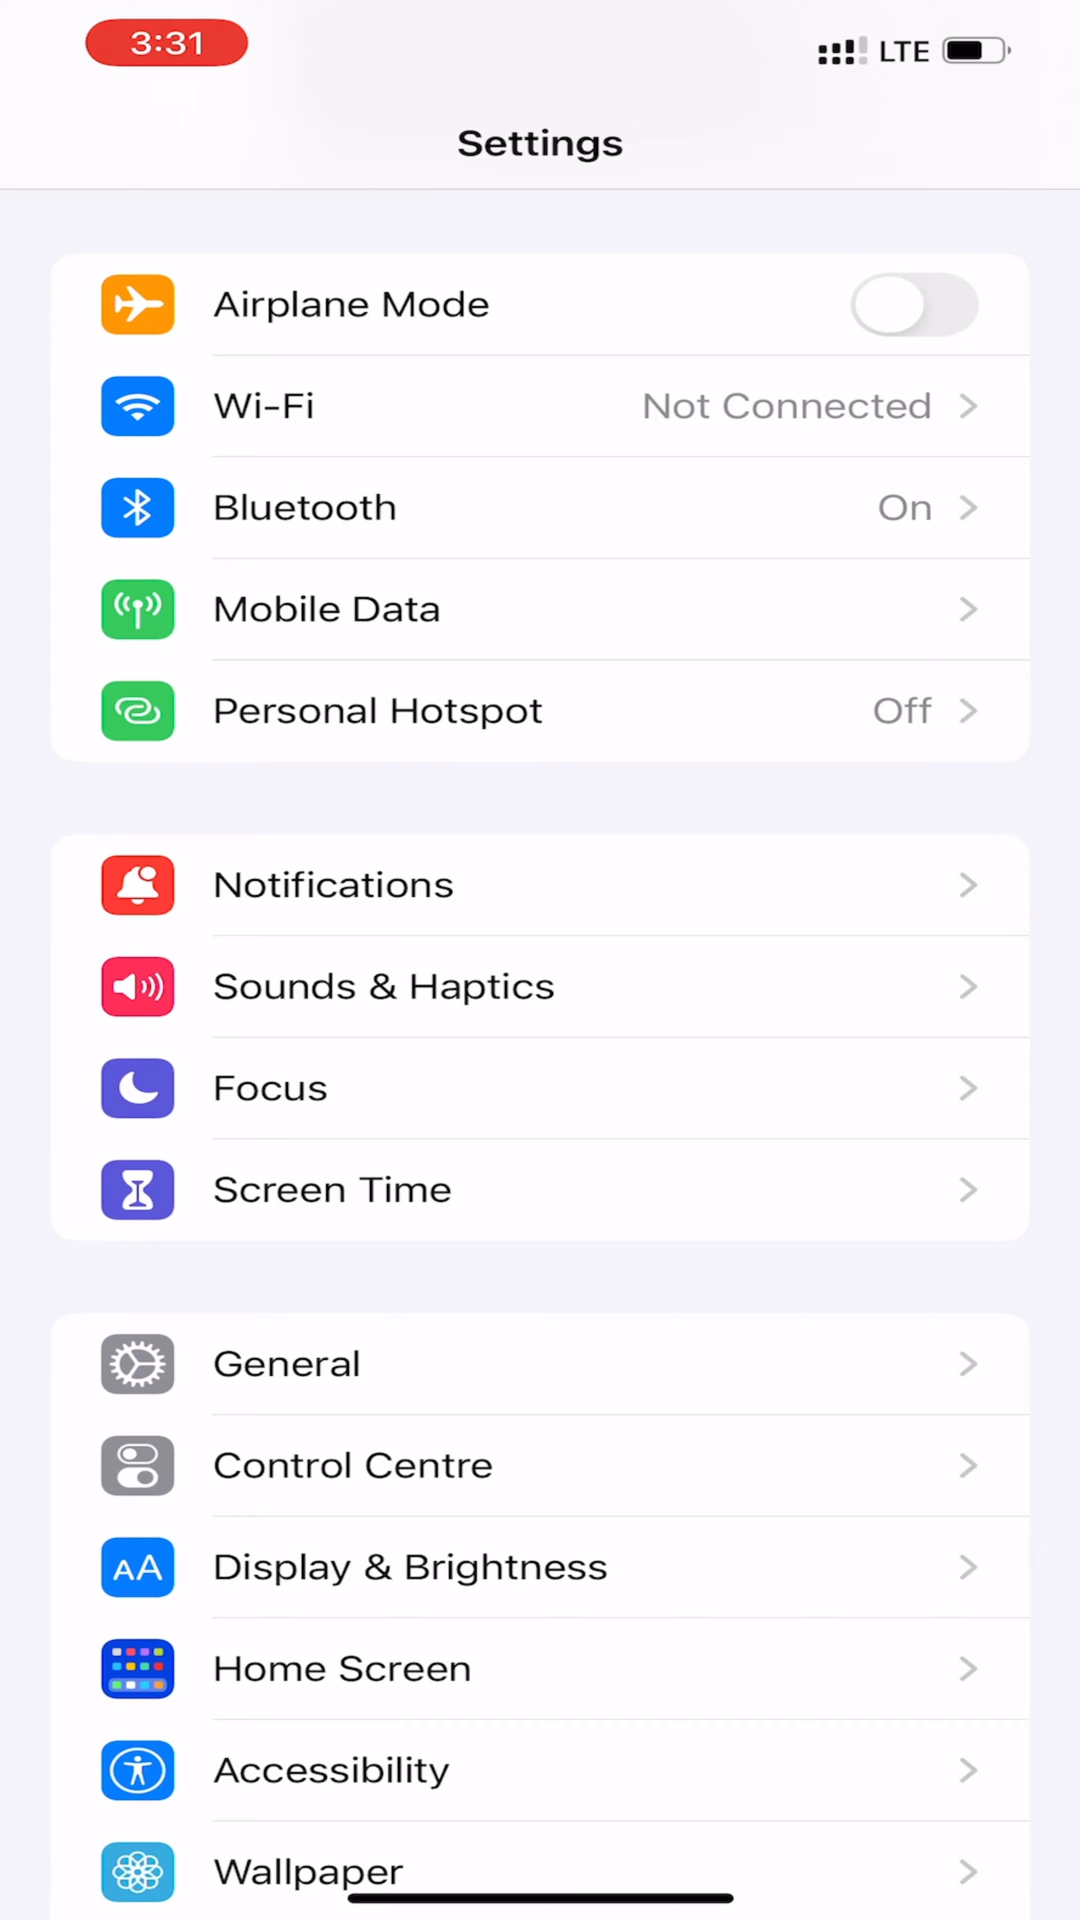 3:31
LTE
Settings
Airplane Mode
Wi-Fi Not Connected
Bluetooth On
Mobile Data
Personal Hotspot Off
Notifications
Sounds & Haptics
Focus
Screen Time
General
Control Centre
AA Display & Brightness
Home Screen
Accessibility
Wallpaper